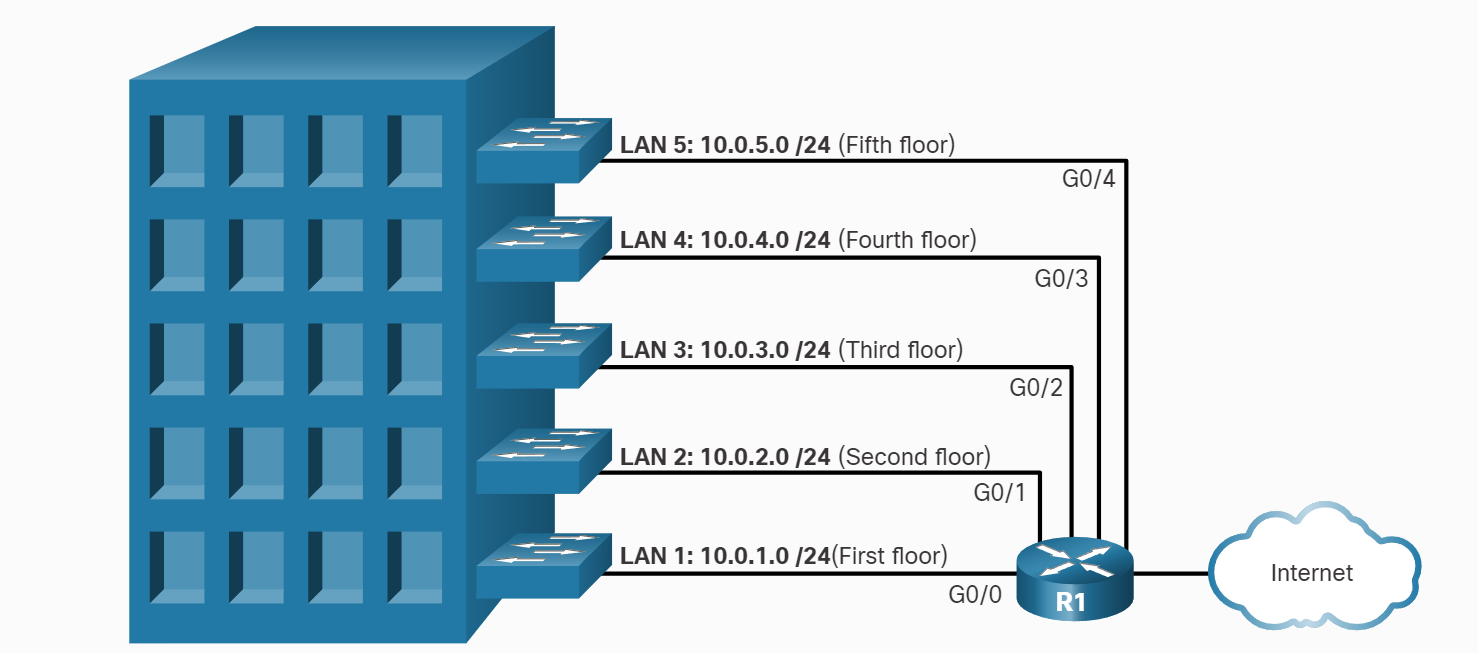 LAN 5: 10.0.5.0 /24 (Fifth floor)
G0/4
LAN 4: 10.0.4.0 /24 (Fourth floor)
G0/3
LAN 3: 10.0.3.0 /24 (Third floor)
G0/2
LAN 2: 10.0.2.0 /24 (Second floor)
G0/1
LAN 1: 10.0.1.0 /24(First floor)
G0/0
R1
Internet